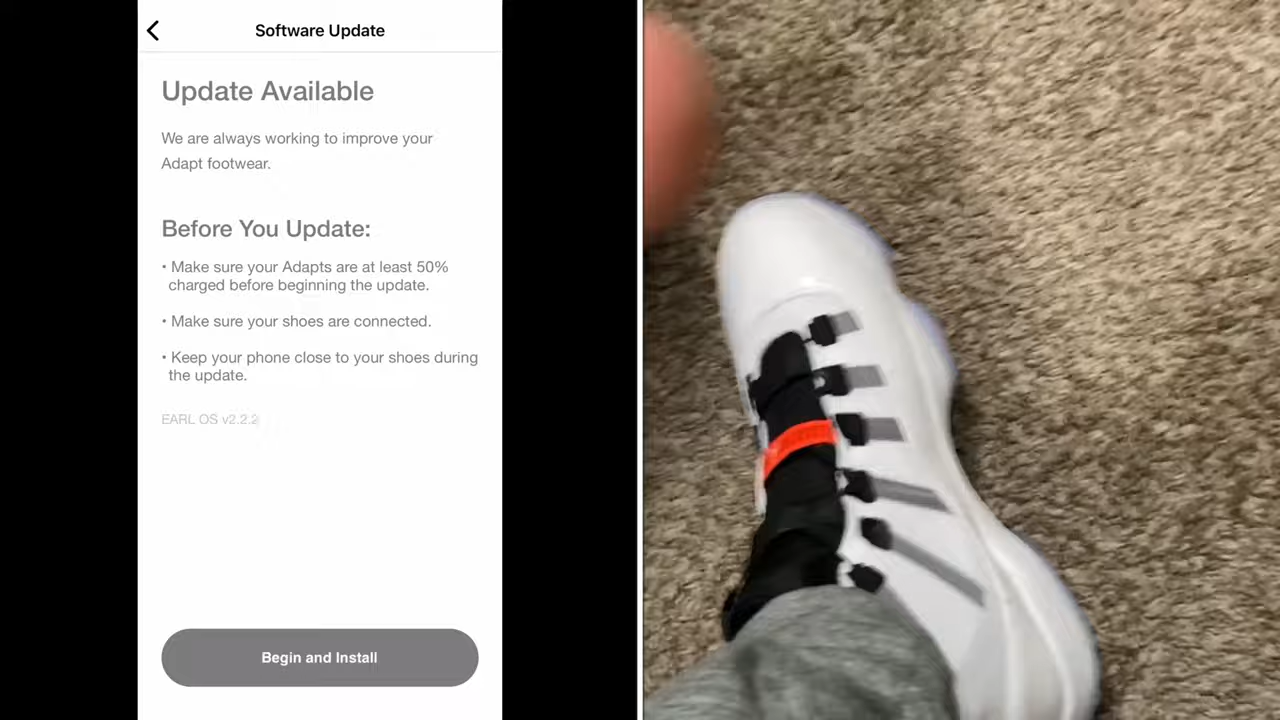 Software Update
Update Available
We are always working to improve your
Adapt footwear.
Before You Update:
• Make sure your Adapts are at least 50%
charged before beginning the update.
• Make sure your shoes are connected.
• Keep your phone close to your shoes during
the update.
EARL OS v2.2.2
Begin and Install